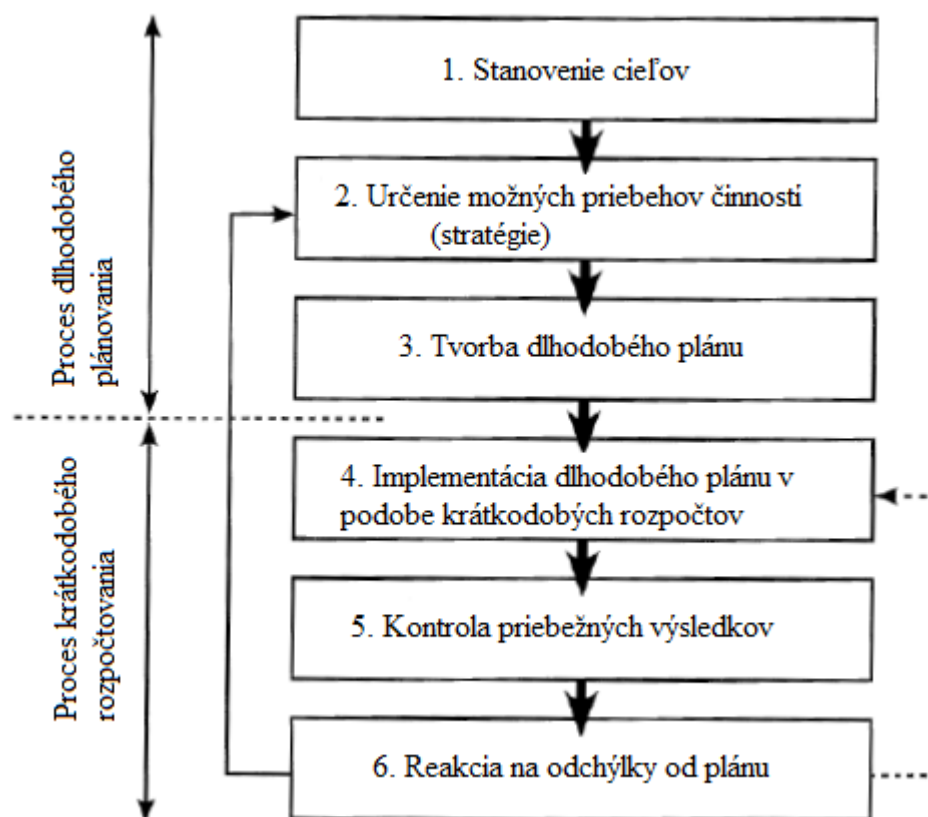 1. Stanovenie cieľov
2. Určenie možných priebehov činností
(stratégie)
3. Tvorba dlhodobého plánu
Proces dlhodobého
plánovania
4. Implementácia dlhodobého plánu v
podobe krátkodobých rozpočtov
5. Kontrola priebežných výsledkov
6. Reakcia na odchýlky od plánu
Proces krátkodobého
rozpočtovania